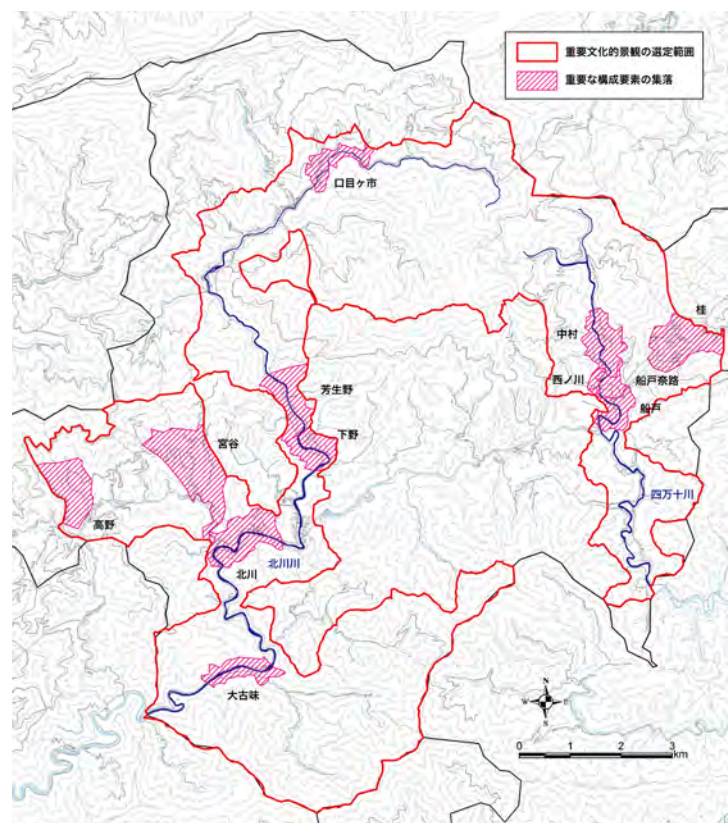 重要文化的景観の選定範囲
重要な構成要素の集落
口目ヶ市
桂
中村
芳生野
西ノ川
船戸奈路
船戸
下野
宮谷
四万十川
高野
北川川
北川
大古味
N
W
E
S
0
1
2
3
km